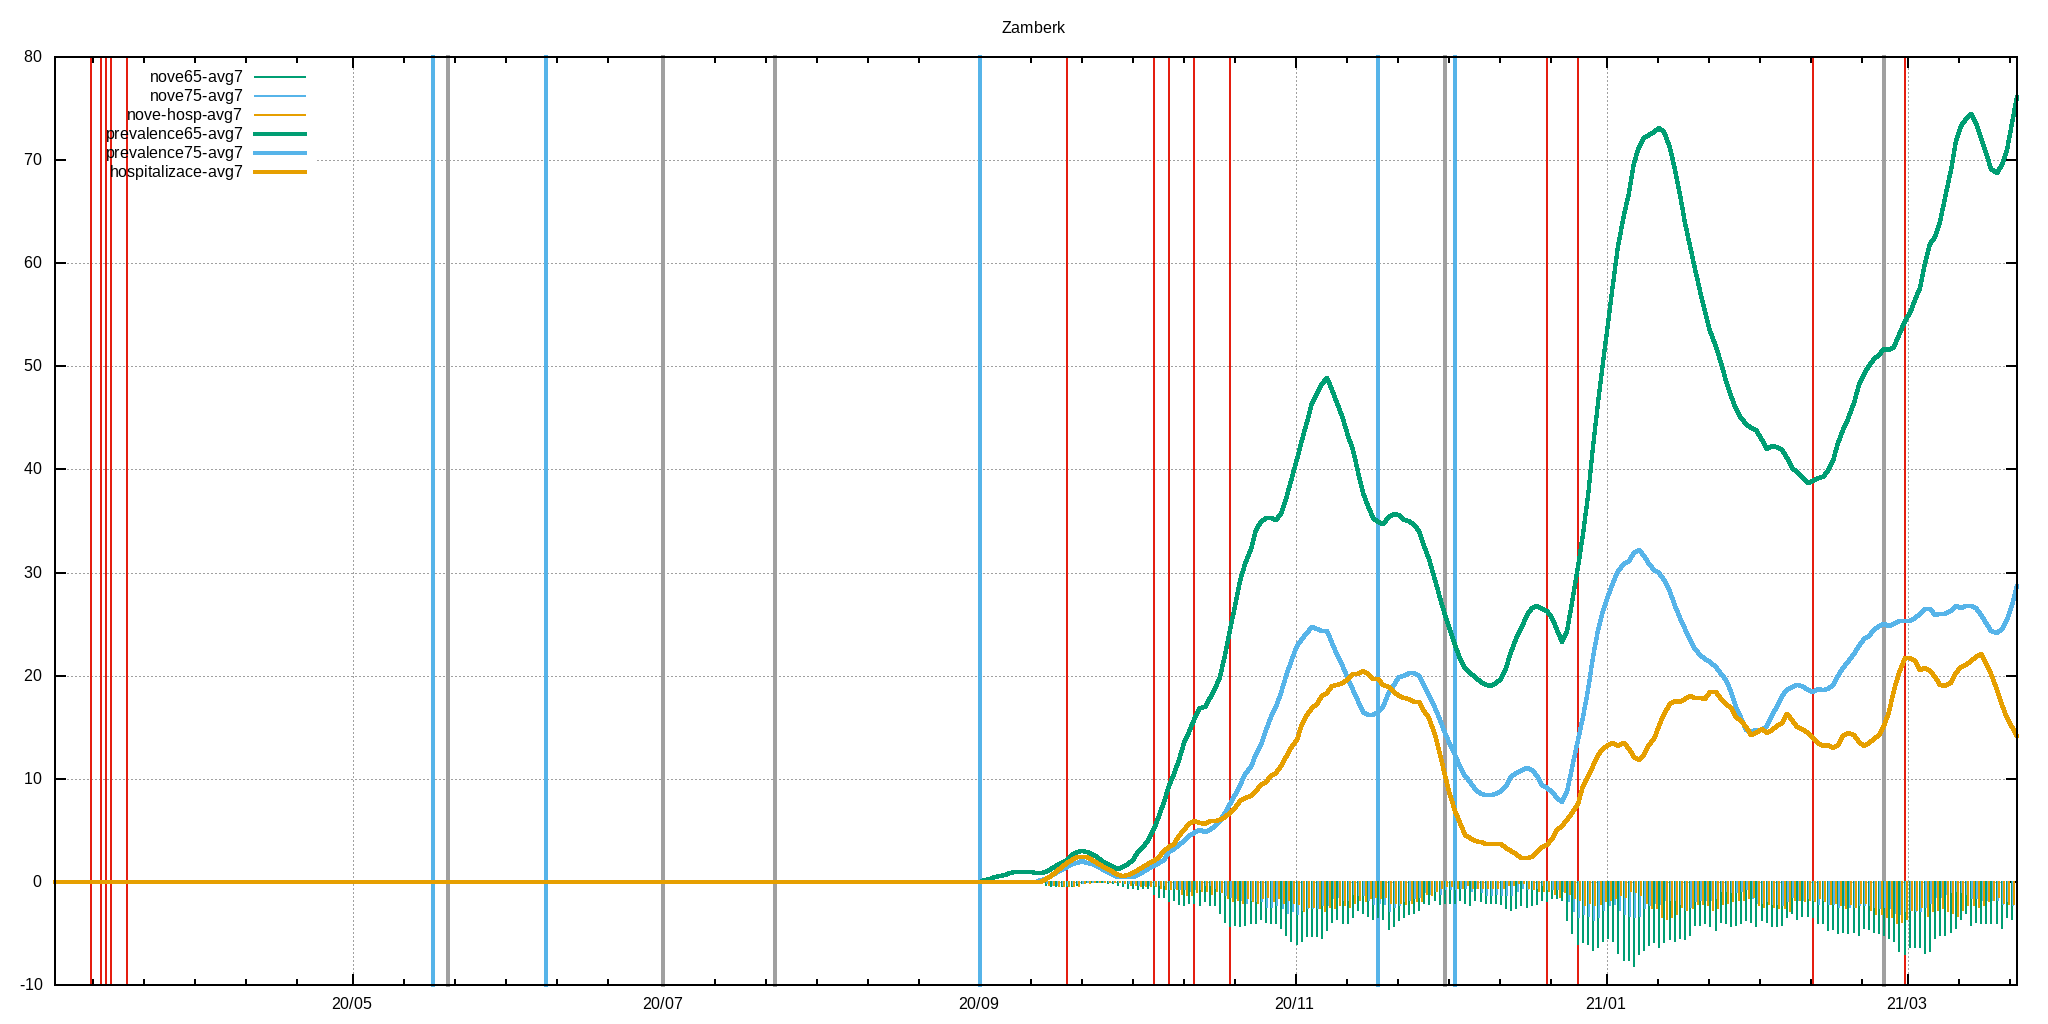 Zamberk
80
70
60
50
40
30
20
10
0
-10
nove65-avg7
nove75-avg7
nove-hosp-avg7
prevalence65-avg7
prevalence75-avg7
hospitalizace-avg7
20/05 20/07 20/09 20/11 21/01 21/03